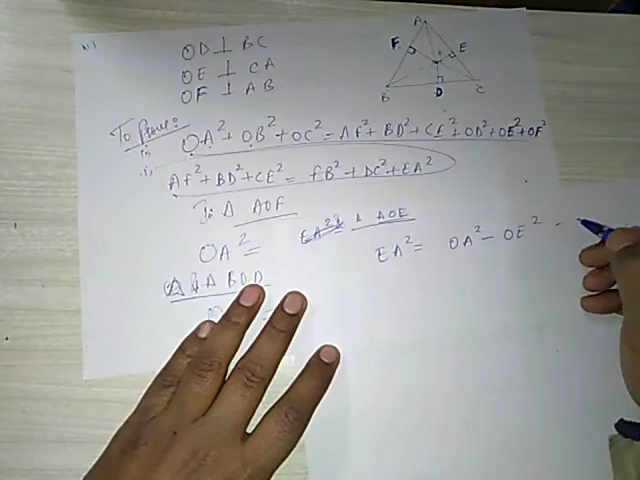 OD ⊥ BC
OE ⊥ CA
OF ⊥ AB
A
F
E
B
D
C
To Prove:
OA² + OB² + OC² = AF² + BD² + CE² + OD² + OE² + OF²
AF² + BD² + CE² = FB² + DC² + EA²
In Δ AOF
OA² =
Δ AOE
EA² = OA² - OE²
Δ BOD